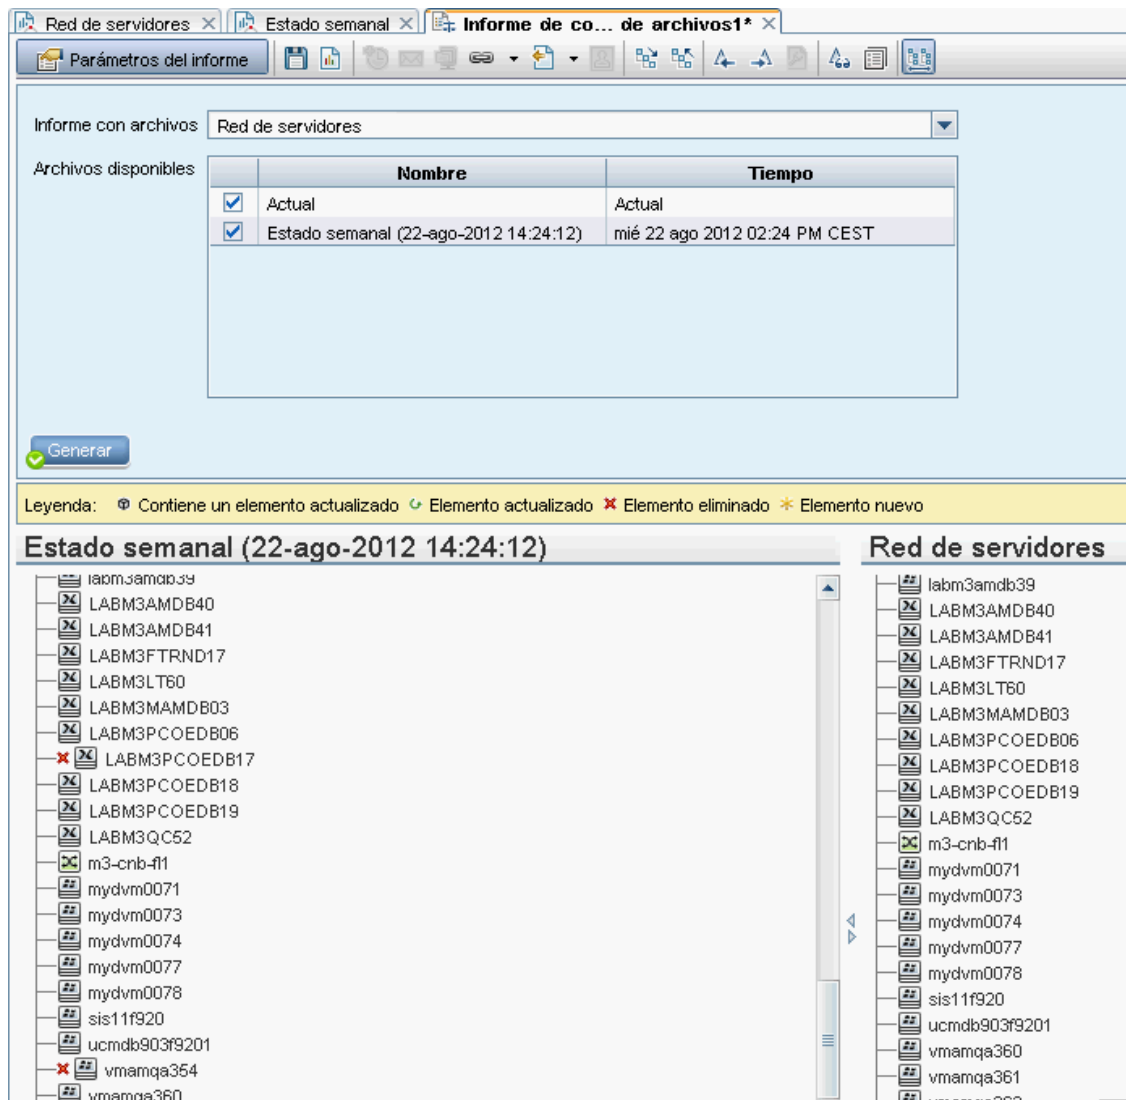 Red de servidores
Estado semanal
Informe de co... de archivos1*
Parámetros del informe
Informe con archivos
Red de servidores
Archivos disponibles
Nombre
Tiempo
Actual
Actual
Estado semanal (22-ago-2012 14:24:12)
mié 22 ago 2012 02:24 PM CEST
Generar
Leyenda: Contiene un elemento actualizado Elemento actualizado Elemento eliminado Elemento nuevo
Estado semanal (22-ago-2012 14:24:12)
labm3amdb39
LABM3AMDB40
LABM3AMDB41
LABM3FTRND17
LABM3LT60
LABM3MAMDB03
LABM3PCOEDB06
LABM3PCOEDB17
LABM3PCOEDB18
LABM3PCOEDB19
LABM3QC52
m3-cnb-fl1
mydvm0071
mydvm0073
mydvm0074
mydvm0077
mydvm0078
sis11f920
ucmdb903f9201
vmamqa354
vmamqa360
Red de servidores
labm3amdb39
LABM3AMDB40
LABM3AMDB41
LABM3FTRND17
LABM3LT60
LABM3MAMDB03
LABM3PCOEDB06
LABM3PCOEDB18
LABM3PCOEDB19
LABM3QC52
m3-cnb-fl1
mydvm0071
mydvm0073
mydvm0074
mydvm0077
mydvm0078
sis11f920
ucmdb903f9201
vmamqa360
vmamqa361